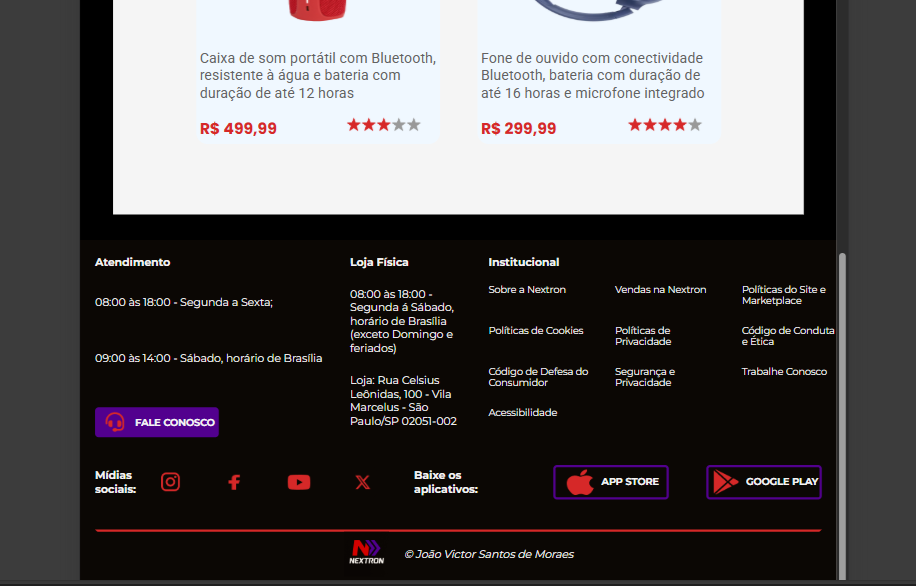 Caixa de som portátil com Bluetooth,
resistente à água e bateria com
duração de até 12 horas
R$ 499,99
Fone de ouvido com conectividade
Bluetooth, bateria com duração de
até 16 horas e microfone integrado
R$ 299,99
Atendimento
08:00 às 18:00 - Segunda a Sexta;
09:00 às 14:00 - Sábado, horário de Brasília
FALE CONOSCO
Loja Física
08:00 às 18:00 -
Segunda á Sábado,
horário de Brasília
(exceto Domingo e
feriados)
Loja: Rua Celsius
Leônidas, 100 - Vila
Marcelus - São
Paulo/SP 02051-002
Institucional
Sobre a Nextron
Vendas na Nextron
Políticas do Site e
Marketplace
Políticas de Cookies
Políticas de
Privacidade
Código de Conduta
e Ética
Código de Defesa do
Consumidor
Segurança e
Privacidade
Trabalhe Conosco
Acessibilidade
Mídias
sociais:
Baixe os
aplicativos:
APP STORE
GOOGLE PLAY
NEXTRON
© João Victor Santos de Moraes